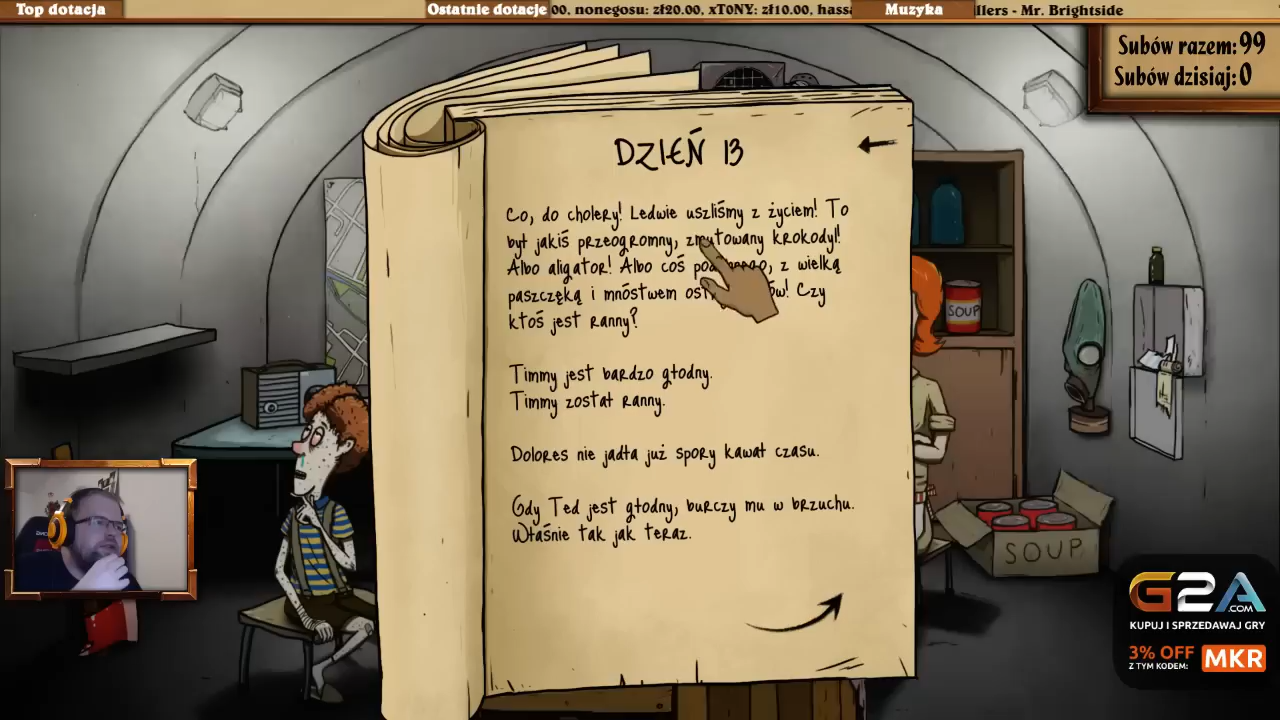 Top dotacja
Ostatnie dotacje
00, nonegosu: zł20.00, xT0NY: zł10.00, hassa
Muzyka
llers - Mr. Brightside
Subów razem: 99
Subów dzisiaj: 0
DZIEŃ 13
Co, do cholery! Ledwie uszliśmy z życiem! To
był jakiś przeogromny, zmutowany krokodyl!
Albo aligator! Albo coś z wielką
paszczęką i mnóstwem Czy
ktoś jest ranny?
Timmy jest bardzo głodny.
Timmy został ranny.
Dolores nie jadła już spory kawał czasu.
Gdy Ted jest głodny, burczy mu w brzuchu.
Właśnie tak jak teraz.
SOUP
SOUP
G2A
.COM
KUPUJ I SPRZEDAWAJ GRY
3% OFF
Z TYM KODEM:
MKR